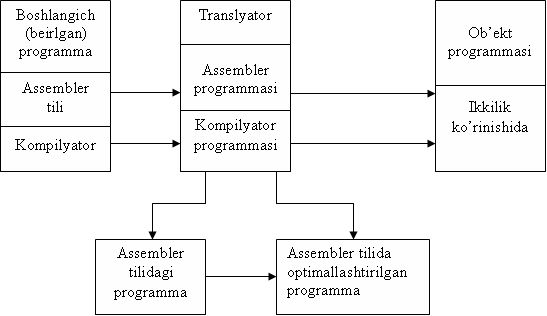 Boshlangich
(beirlgan)
programma
Assembler
tili
Kompilyator
Translyator
Assembler
programmasi
Kompilyator
programmasi
Ob’ekt
programmasi
Ikkilik
ko’rinishida
Assembler
tilidagi
programma
Assembler tilida
optimallashtirilgan
programma